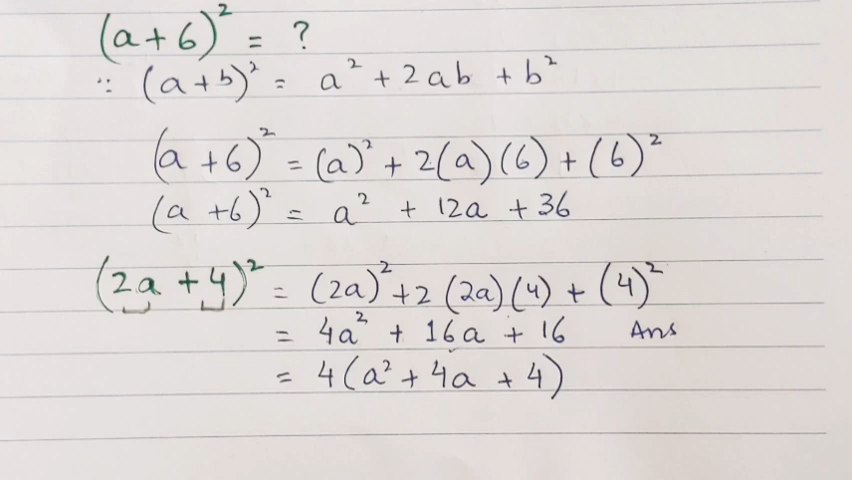 (a + 6)² = ?
∵ (a + b)² = a² + 2ab + b²
(a + 6)² = (a)² + 2(a)(6) + (6)²
(a + 6)² = a² + 12a + 36
(2a + 4)² = (2a)² + 2(2a)(4) + (4)²
= 4a² + 16a + 16 Ans
= 4(a² + 4a + 4)